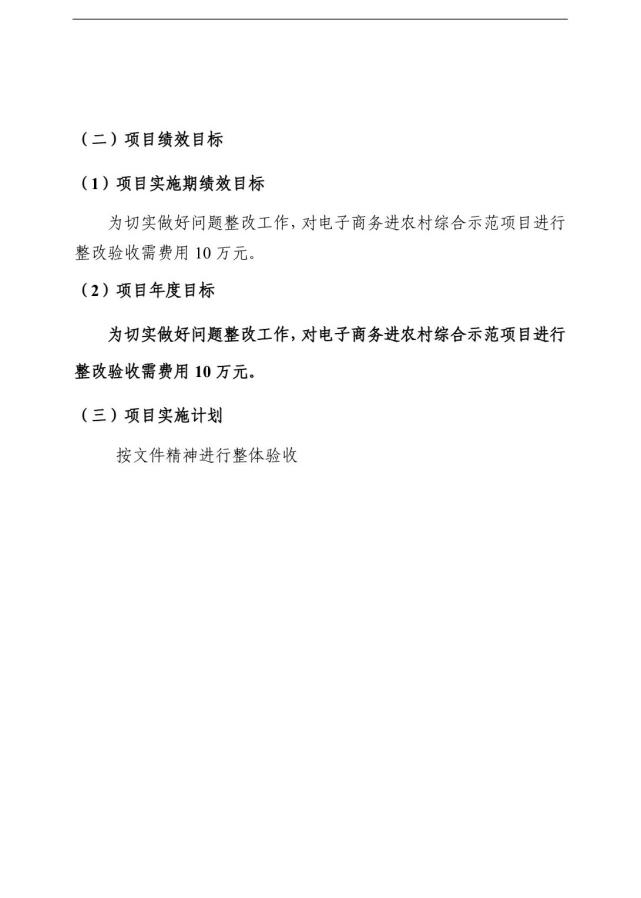 （二）项目绩效目标
（1）项目实施期绩效目标
为切实做好问题整改工作，对电子商务进农村综合示范项目进行
整改验收需费用 10 万元。
（2）项目年度目标
为切实做好问题整改工作，对电子商务进农村综合示范项目进行
整改验收需费用 10 万元。
（三）项目实施计划
按文件精神进行整体验收